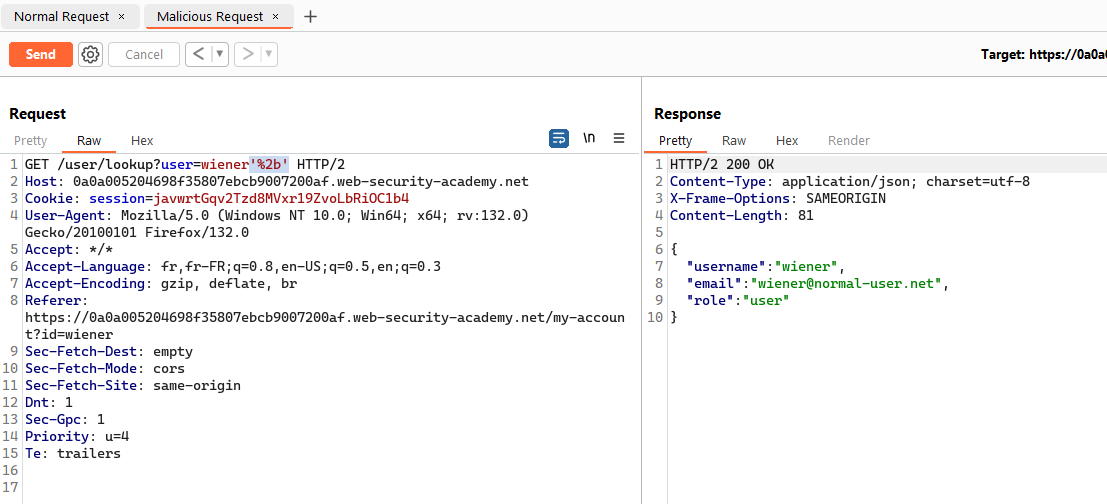 Normal Request × Malicious Request × +
Send Cancel < ▼ > ▼ Target: https://0a0a0
Request
Pretty Raw Hex \n ≡
1 GET /user/lookup?user=wiener'%2b' HTTP/2
2 Host: 0a0a005204698f35807ebcb9007200af.web-security-academy.net
3 Cookie: session=javwrtGqv2Tzd8MVxr19ZvoLbRiOC1b4
4 User-Agent: Mozilla/5.0 (Windows NT 10.0; Win64; x64; rv:132.0)
Gecko/20100101 Firefox/132.0
5 Accept: */*
6 Accept-Language: fr,fr-FR;q=0.8,en-US;q=0.5,en;q=0.3
7 Accept-Encoding: gzip, deflate, br
8 Referer:
https://0a0a005204698f35807ebcb9007200af.web-security-academy.net/my-accoun
t?id=wiener
9 Sec-Fetch-Dest: empty
10 Sec-Fetch-Mode: cors
11 Sec-Fetch-Site: same-origin
12 Dnt: 1
13 Sec-Gpc: 1
14 Priority: u=4
15 Te: trailers
16
17
Response
Pretty Raw Hex Render
1 HTTP/2 200 OK
2 Content-Type: application/json; charset=utf-8
3 X-Frame-Options: SAMEORIGIN
4 Content-Length: 81
5
6 {
7 "username":"wiener",
8 "email":"wiener@normal-user.net",
9 "role":"user"
10 }